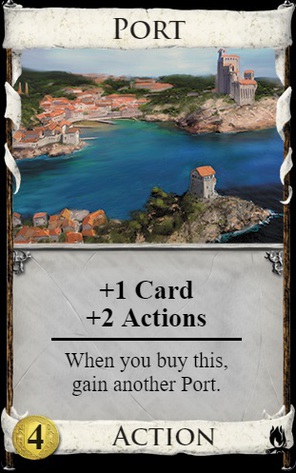 PORT
+1 Card
+2 Actions
When you buy this,
gain another Port.
4
ACTION